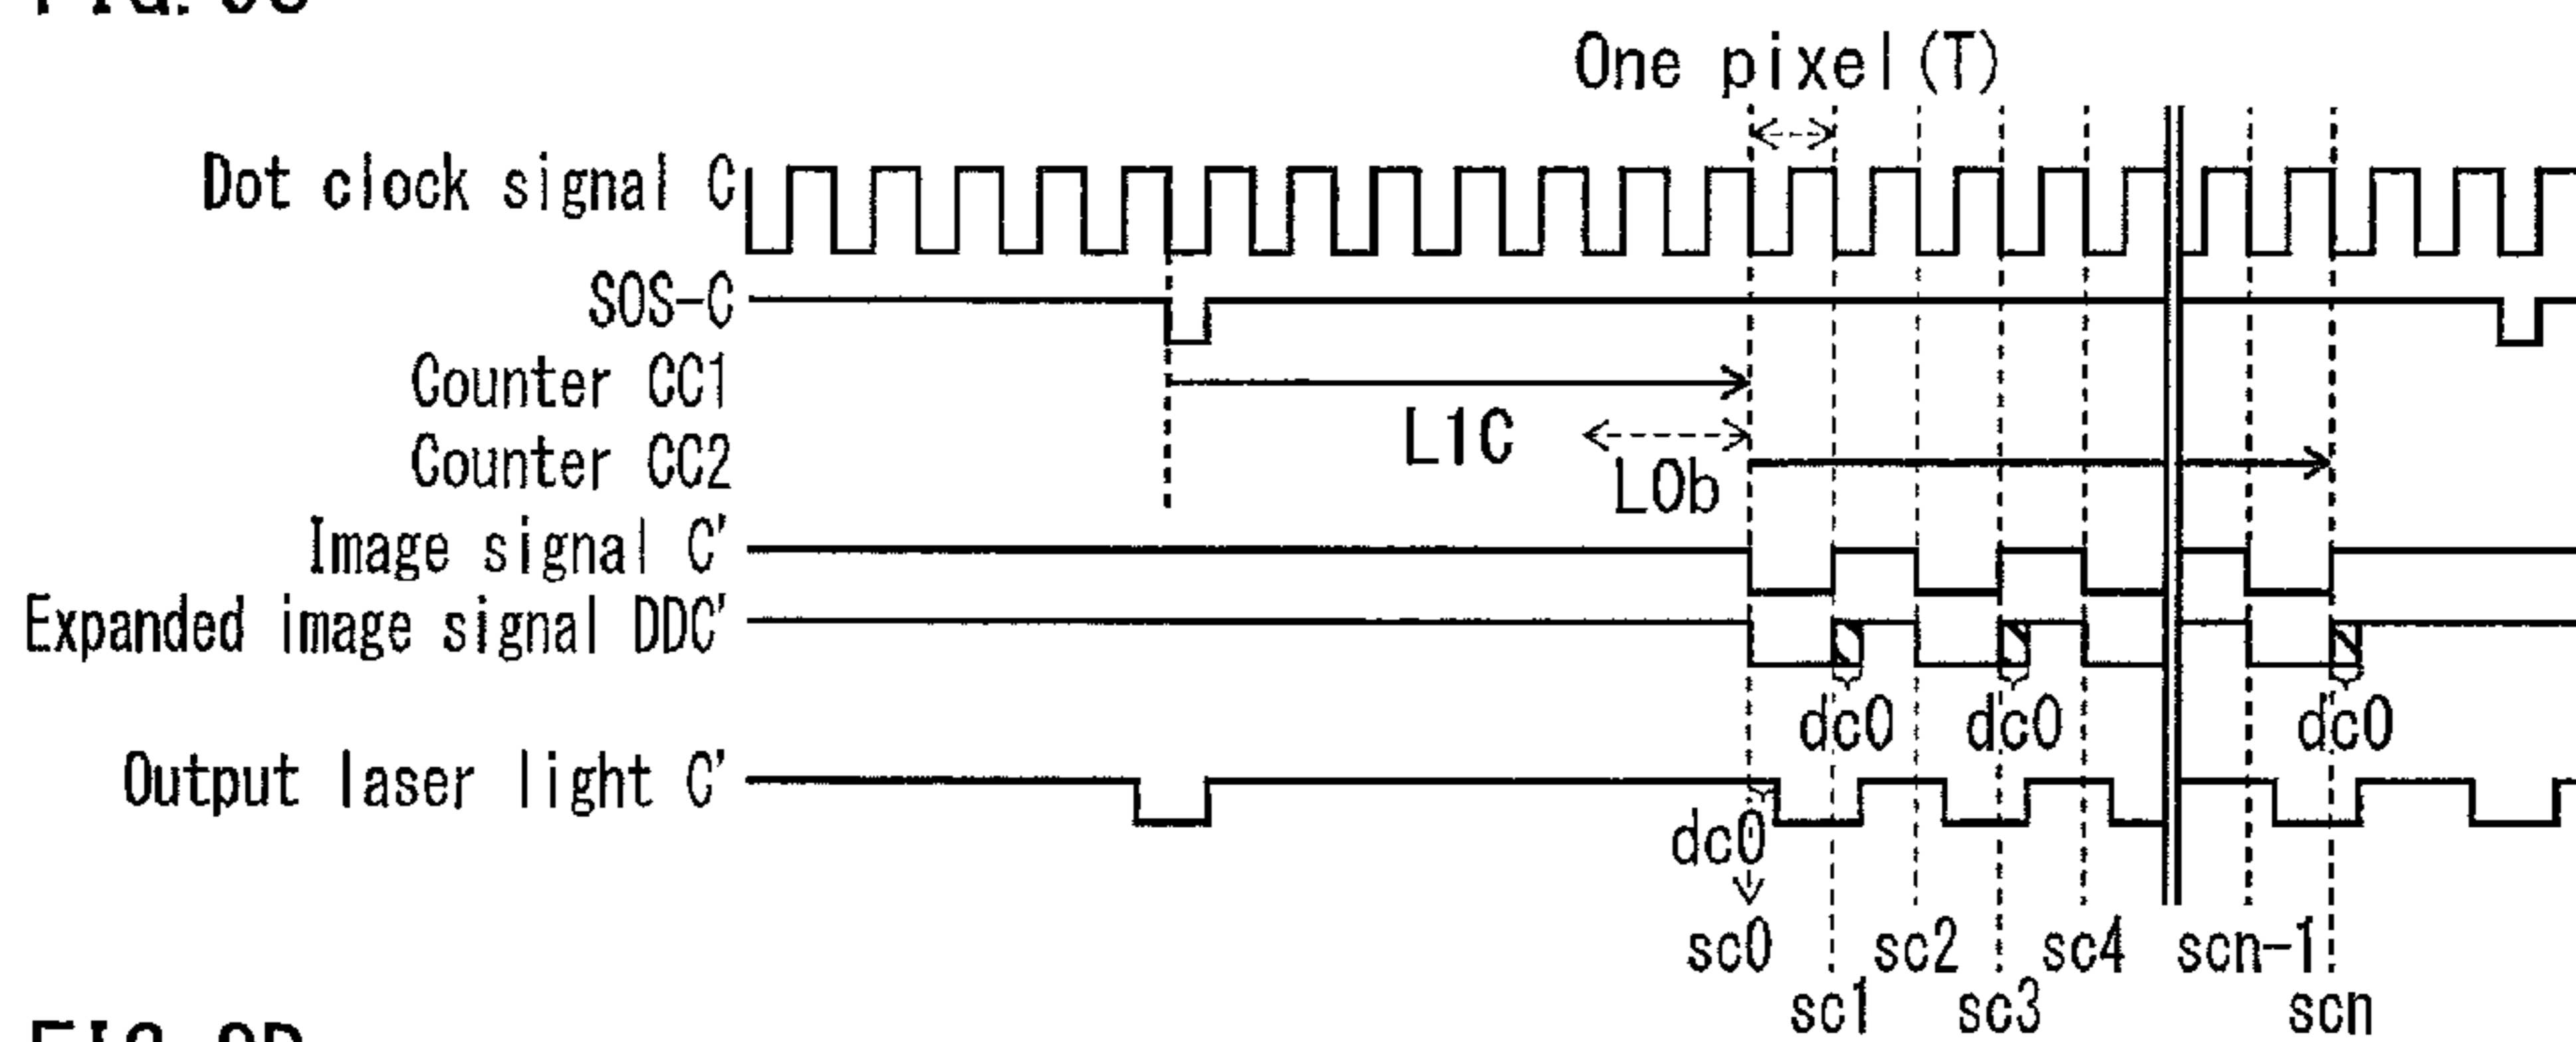 One pixel(T)
Dot clock signal C
SOS-C
Counter CC1
L1C
Counter CC2
L0b
Image signal C'
Expanded image signal DDC'
dc0 dc0 dc0
Output laser light C'
dc0
sc0 sc2 sc4 scn-1
sc1 sc3 scn